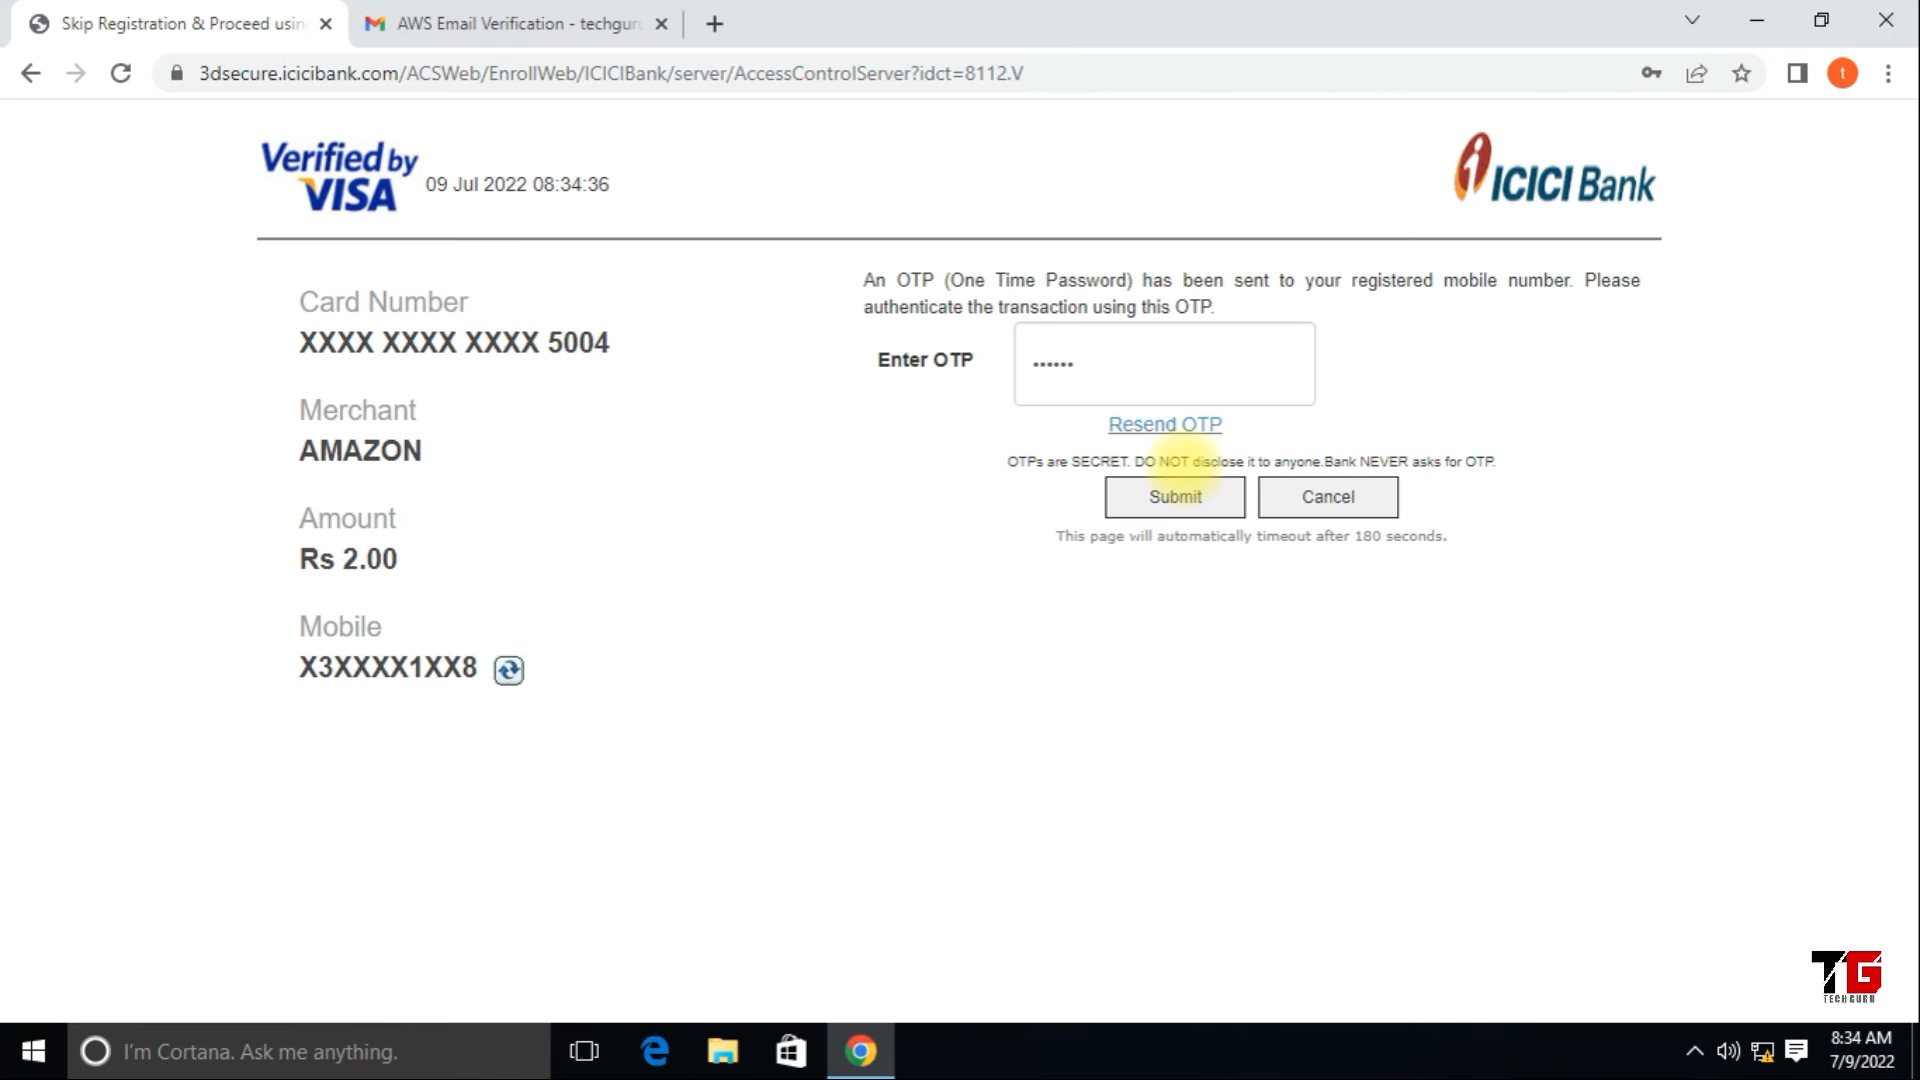 Skip Registration & Proceed usin
AWS Email Verification - techgur
3dsecure.icicibank.com/ACSWeb/EnrollWeb/ICICIBank/server/AccessControlServer?idct=8112.V
t
Verified by
VISA
09 Jul 2022 08:34:36
ICICI Bank
Card Number
XXXX XXXX XXXX 5004
Merchant
AMAZON
Amount
Rs 2.00
Mobile
X3XXXX1XX8
An OTP (One Time Password) has been sent to your registered mobile number. Please
authenticate the transaction using this OTP.
Enter OTP
Resend OTP
OTPs are SECRET. DO NOT disclose it to anyone.Bank NEVER asks for OTP.
Submit
Cancel
This page will automatically timeout after 180 seconds.
TG
TECH GURU
I'm Cortana. Ask me anything.
8:34 AM
7/9/2022